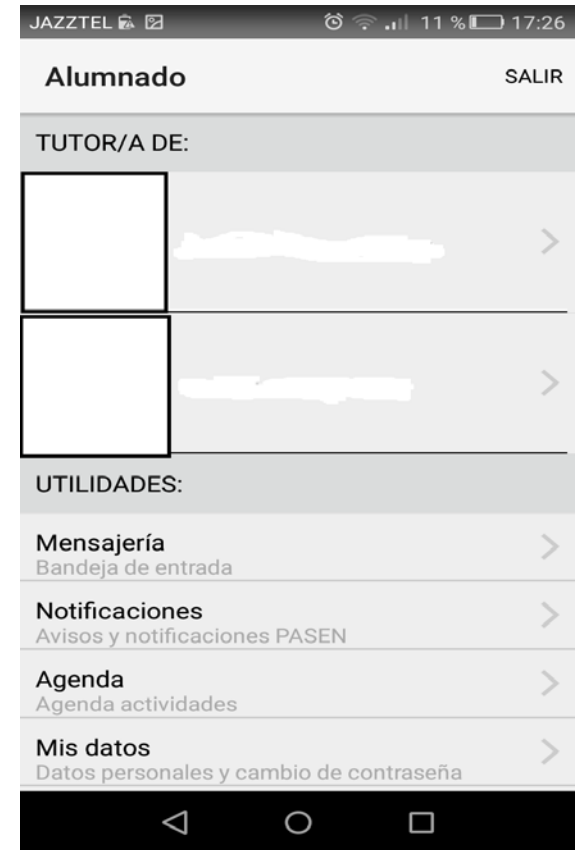 JAZZTEL 11 % 17:26
Alumnado SALIR
TUTOR/A DE:
UTILIDADES:
Mensajería
Bandeja de entrada
Notificaciones
Avisos y notificaciones PASEN
Agenda
Agenda actividades
Mis datos
Datos personales y cambio de contraseña